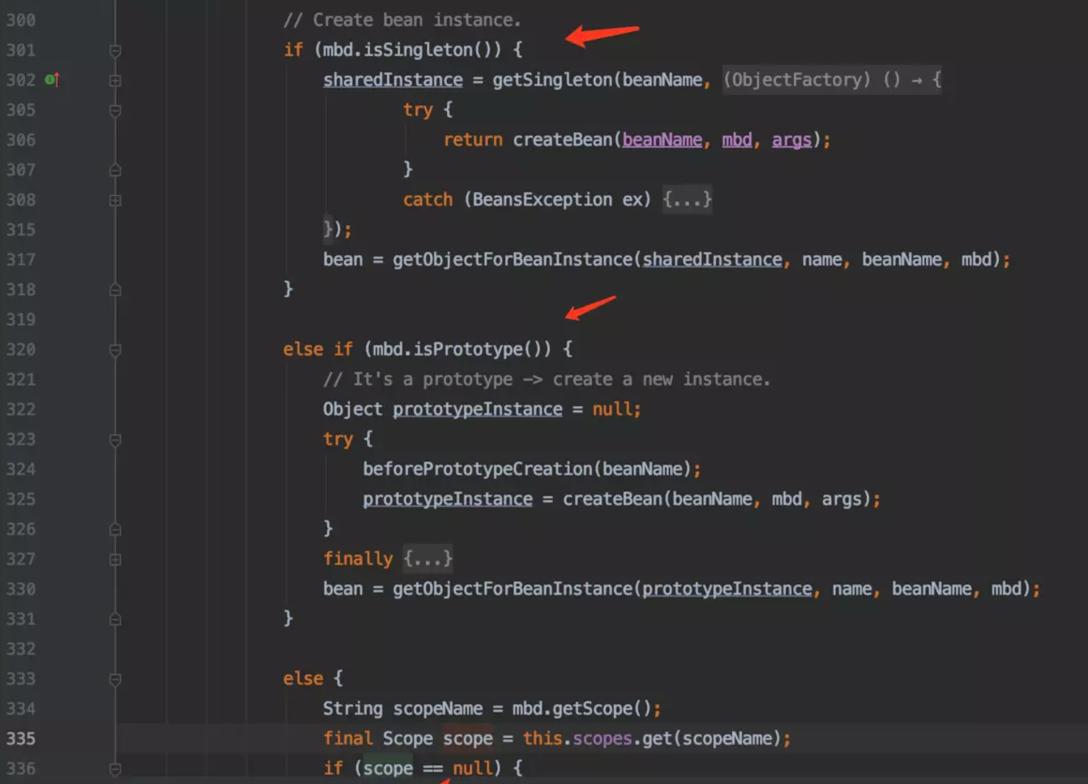 300 // Create bean instance.
301 if (mbd.isSingleton()) {
302 sharedInstance = getSingleton(beanName, (ObjectFactory) () → {
305 try {
306 return createBean(beanName, mbd, args);
307 }
308 catch (BeansException ex) {...}
315 });
317 bean = getObjectForBeanInstance(sharedInstance, name, beanName, mbd);
318 }
319
320 else if (mbd.isPrototype()) {
321 // It's a prototype -> create a new instance.
322 Object prototypeInstance = null;
323 try {
324 beforePrototypeCreation(beanName);
325 prototypeInstance = createBean(beanName, mbd, args);
326 }
327 finally {...}
330 bean = getObjectForBeanInstance(prototypeInstance, name, beanName, mbd);
331 }
332
333 else {
334 String scopeName = mbd.getScope();
335 final Scope scope = this.scopes.get(scopeName);
336 if (scope == null) {